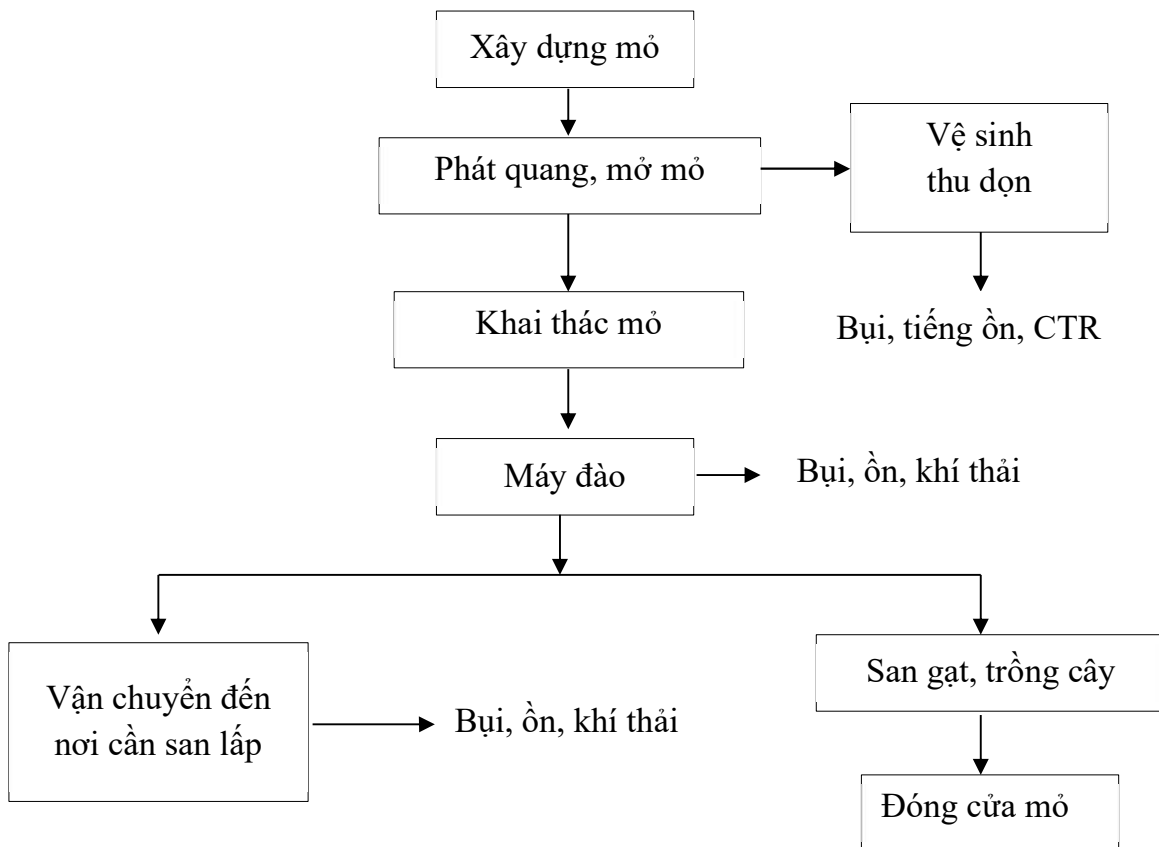 Xây dựng mỏ
Phát quang, mở mỏ
Vệ sinh
thu dọn
Khai thác mỏ
Bụi, tiếng ồn, CTR
Máy đào
Bụi, ồn, khí thải
Vận chuyển đến
nơi cần san lấp
Bụi, ồn, khí thải
San gạt, trồng cây
Đóng cửa mỏ